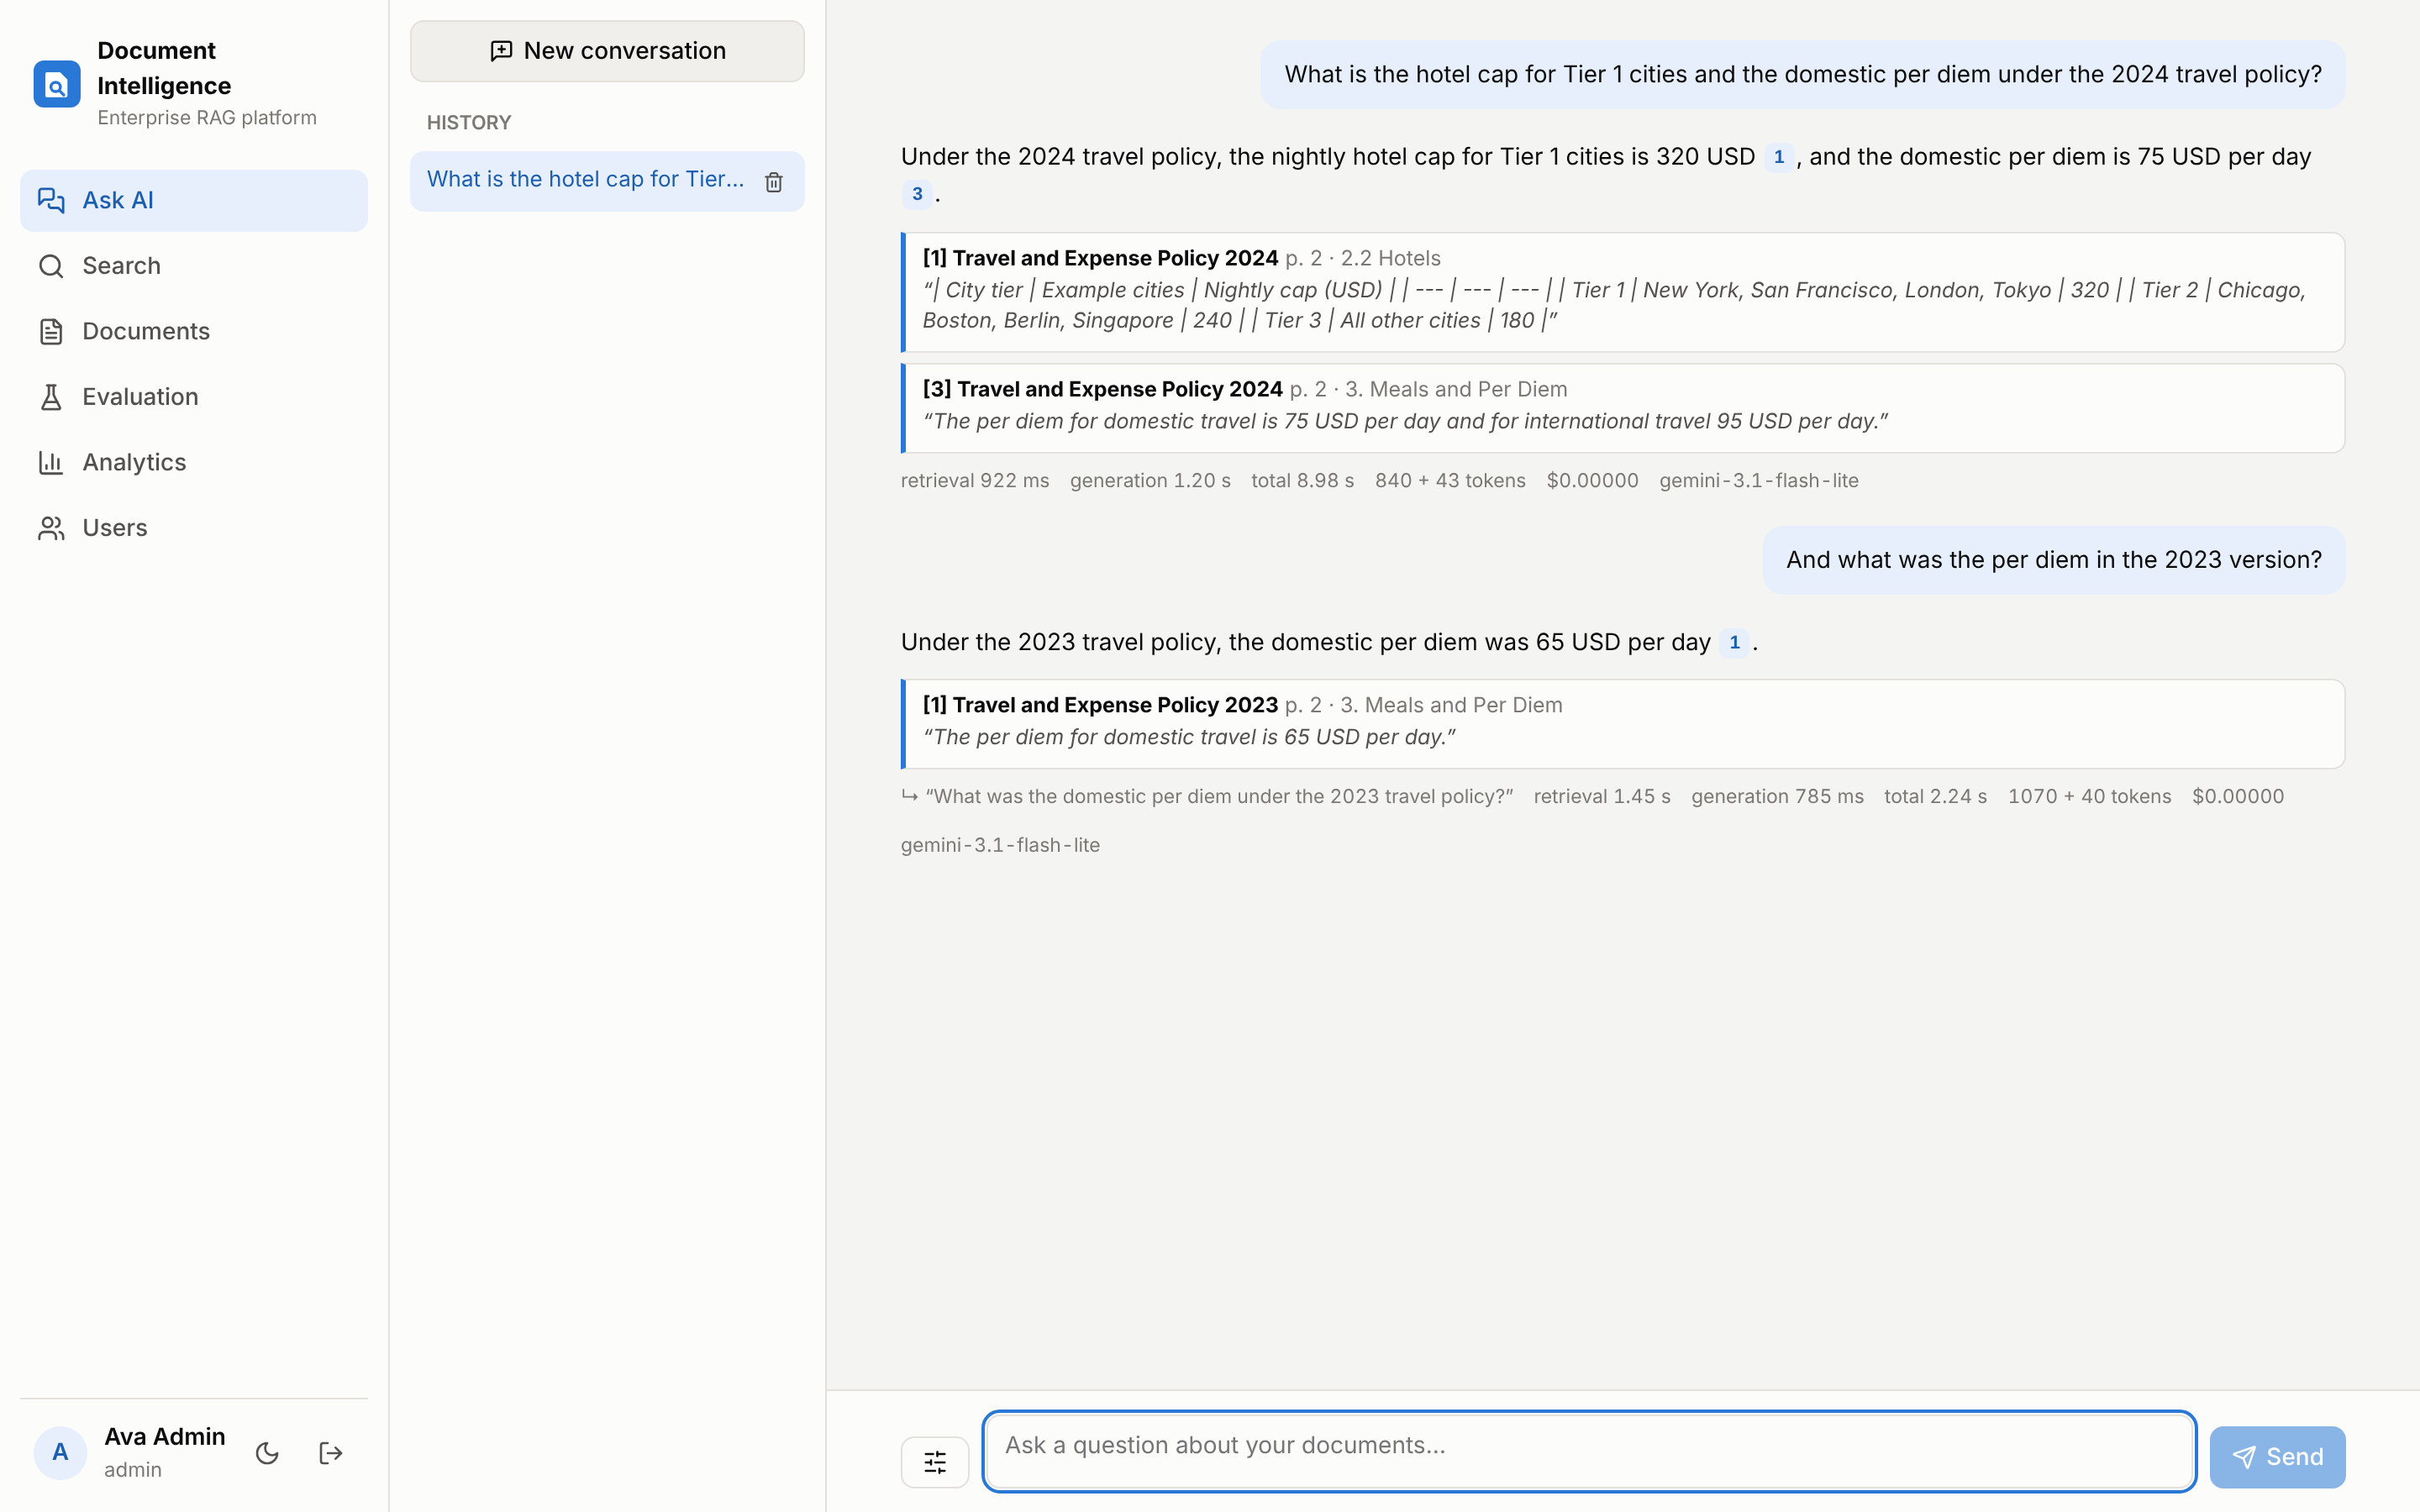 Document
Intelligence
Enterprise RAG platform
Ask AI
Search
Documents
Evaluation
Analytics
Users
A
Ava Admin
admin
New conversation
HISTORY
What is the hotel cap for Tier...
What is the hotel cap for Tier 1 cities and the domestic per diem under the 2024 travel policy?
Under the 2024 travel policy, the nightly hotel cap for Tier 1 cities is 320 USD 1 , and the domestic per diem is 75 USD per day
3 .
[1] Travel and Expense Policy 2024 p. 2 · 2.2 Hotels
“| City tier | Example cities | Nightly cap (USD) | | --- | --- | --- | | Tier 1 | New York, San Francisco, London, Tokyo | 320 | | Tier 2 | Chicago,
Boston, Berlin, Singapore | 240 | | Tier 3 | All other cities | 180 |”
[3] Travel and Expense Policy 2024 p. 2 · 3. Meals and Per Diem
“The per diem for domestic travel is 75 USD per day and for international travel 95 USD per day.”
retrieval 922 ms generation 1.20 s total 8.98 s 840 + 43 tokens $0.00000 gemini-3.1-flash-lite
And what was the per diem in the 2023 version?
Under the 2023 travel policy, the domestic per diem was 65 USD per day 1 .
[1] Travel and Expense Policy 2023 p. 2 · 3. Meals and Per Diem
“The per diem for domestic travel is 65 USD per day.”
↳ “What was the domestic per diem under the 2023 travel policy?” retrieval 1.45 s generation 785 ms total 2.24 s 1070 + 40 tokens $0.00000
gemini-3.1-flash-lite
Ask a question about your documents...
Send